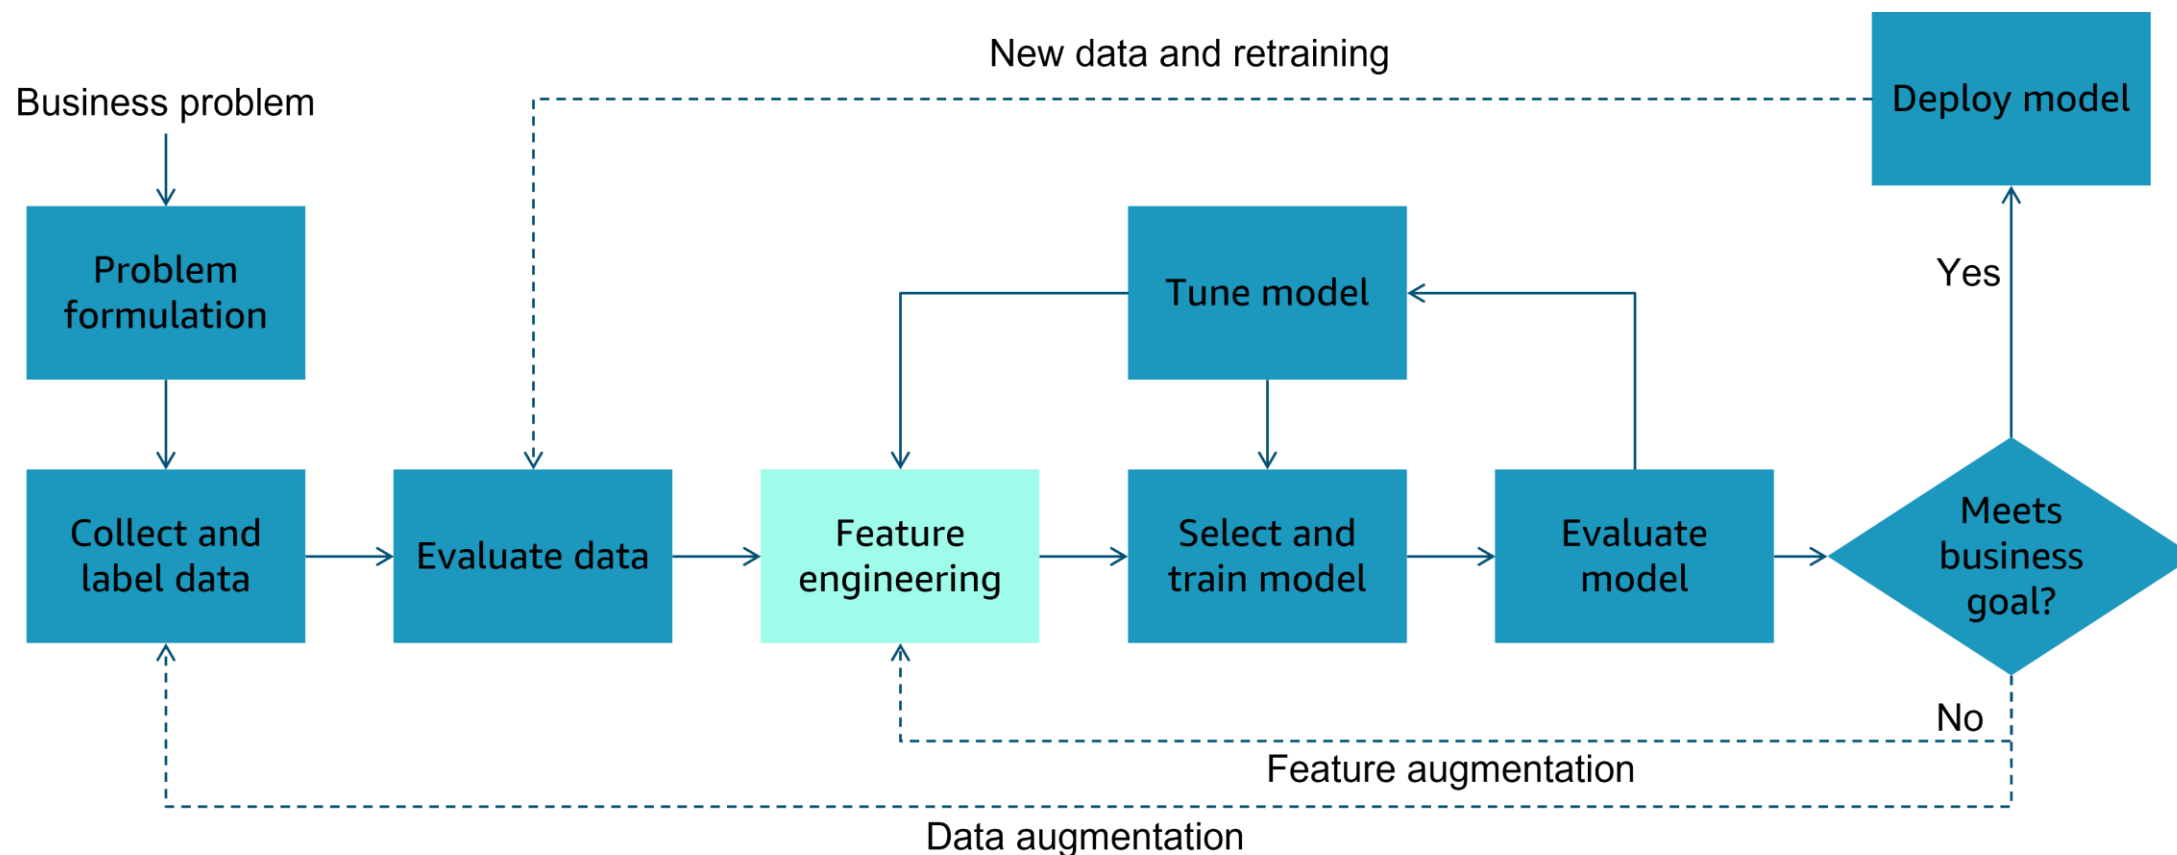 New data and retraining
Deploy model
Business problem
Problem
formulation
Tune model
Yes
Collect and
label data
Evaluate data
Feature
engineering
Select and
train model
Evaluate
model
Meets
business
goal?
No
Feature augmentation
Data augmentation